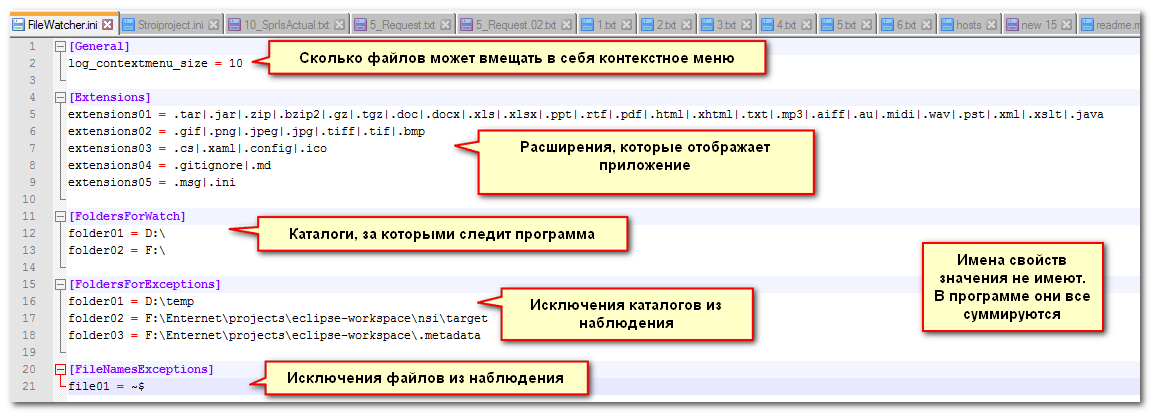 FileWatcher.ini Stroiproject.ini 10_SprIsActual.txt 5_Request.txt 5_Request.02.txt 1.txt 2.txt 3.txt 4.txt 5.txt 6.txt hosts new 15 readme.m
1 [General]
2 log_contextmenu_size = 10
Сколько файлов может вмещать в себя контекстное меню
3
4 [Extensions]
5 extensions01 = .tar|.jar|.zip|.bzip2|.gz|.tgz|.doc|.docx|.xls|.xlsx|.ppt|.rtf|.pdf|.html|.xhtml|.txt|.mp3|.aiff|.au|.midi|.wav|.pst|.xml|.xslt|.java
6 extensions02 = .gif|.png|.jpeg|.jpg|.tiff|.tif|.bmp
7 extensions03 = .cs|.xaml|.config|.ico
8 extensions04 = .gitignore|.md
9 extensions05 = .msg|.ini
Расширения, которые отображает
приложение
10
11 [FoldersForWatch]
12 folder01 = D:\
13 folder02 = F:\
Каталоги, за которыми следит программа
14
15 [FoldersForExceptions]
16 folder01 = D:\temp
17 folder02 = F:\Enternet\projects\eclipse-workspace\nsi\target
18 folder03 = F:\Enternet\projects\eclipse-workspace\.metadata
Исключения каталогов из
наблюдения
Имена свойств
значения не имеют.
В программе они все
суммируются
19
20 [FileNamesExceptions]
21 file01 = ~$
Исключения файлов из наблюдения